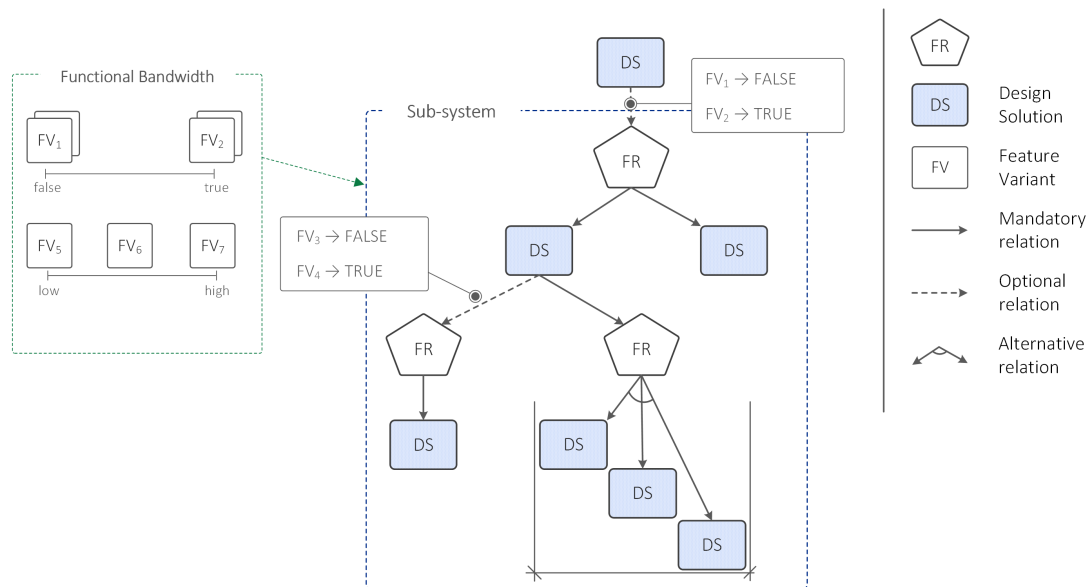 Functional Bandwidth
FV₁
FV₂
false
true
FV₅
FV₆
FV₇
low
high
Sub-system
DS
FV₁ → FALSE
FV₂ → TRUE
FR
FV₃ → FALSE
FV₄ → TRUE
DS
DS
FR
FR
DS
DS
DS
DS
FR
DS
Design
Solution
FV
Feature
Variant
Mandatory
relation
Optional
relation
Alternative
relation